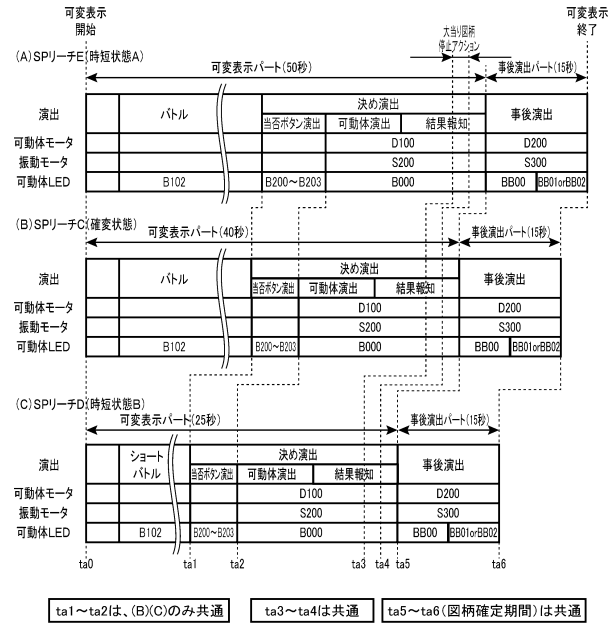 可変表示
開始
可変表示
終了
大当り図柄
停止アクション
(A)SPリーチE(時短状態A)
可変表示パート(50秒)
事後演出パート(15秒)
演出
バトル
決め演出
事後演出
当否ボタン演出
可動体演出
結果報知
可動体モータ
D100
D200
振動モータ
S200
S300
可動体LED
B102
B200～B203
B000
BB00
BB01orBB02
(B)SPリーチC(確変状態)
可変表示パート(40秒)
事後演出パート(15秒)
演出
バトル
決め演出
事後演出
当否ボタン演出
可動体演出
結果報知
可動体モータ
D100
D200
振動モータ
S200
S300
可動体LED
B102
B200～B203
B000
BB00
BB01orBB02
(C)SPリーチD(時短状態B)
可変表示パート(25秒)
事後演出パート(15秒)
演出
ショート
バトル
決め演出
事後演出
当否ボタン演出
可動体演出
結果報知
可動体モータ
D100
D200
振動モータ
S200
S300
可動体LED
B102
B200～B203
B000
BB00
BB01orBB02
ta0
ta1
ta2
ta3
ta4
ta5
ta6
ta1～ta2は、(B)(C)のみ共通
ta3～ta4は共通
ta5～ta6(図柄確定期間)は共通